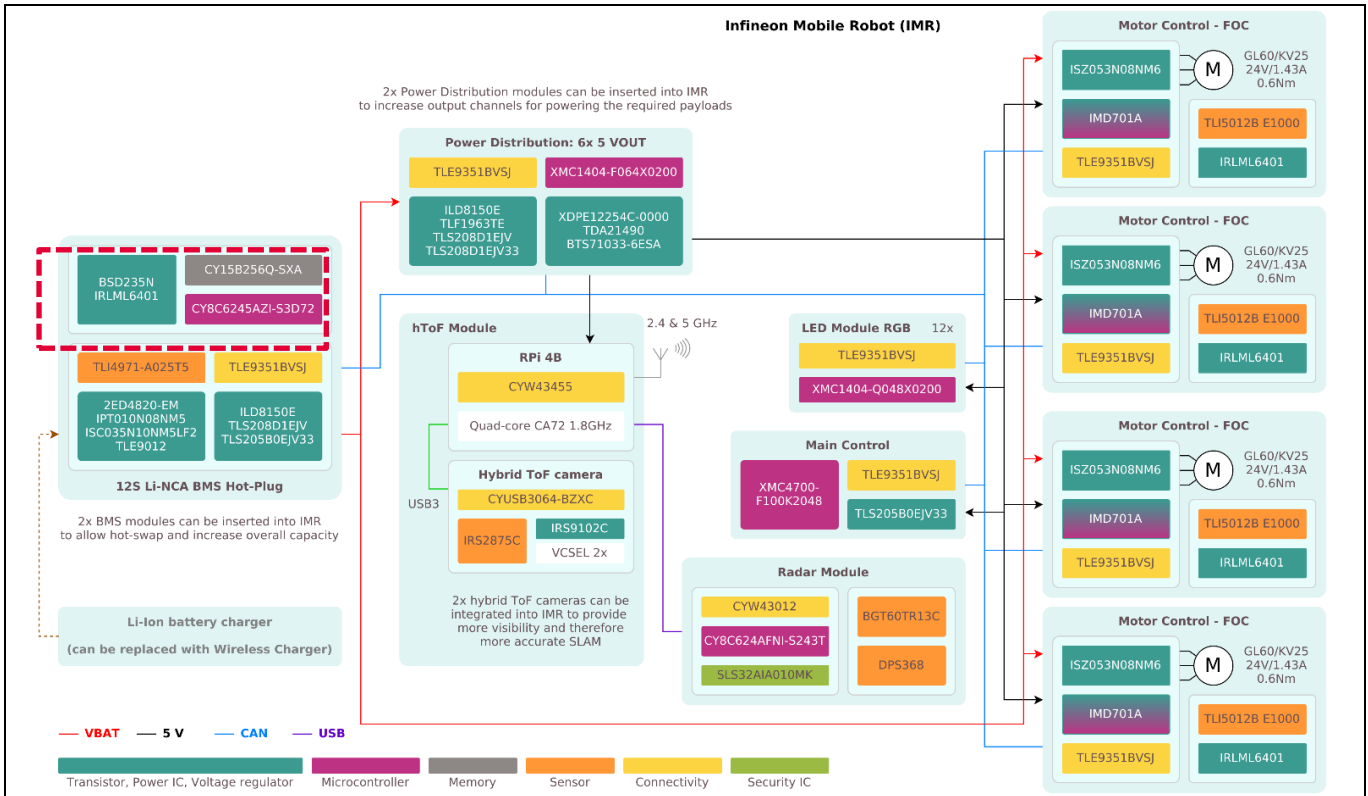 Infineon Mobile Robot (IMR)
2x Power Distribution modules can be inserted into IMR
to increase output channels for powering the required payloads
Power Distribution: 6x 5 VOUT
TLE9351BVSJ
XMC1404-F064X0200
ILD8150E
TLF1963TE
TLS208D1EJV
TLS208D1EJV33
XDPE12254C-0000
TDA21490
BTS71033-6ESA
BSD235N
IRLML6401
CY15B256Q-SXA
CY8C6245AZI-S3D72
TLI4971-A025T5
TLE9351BVSJ
2ED4820-EM
IPT010N08NM5
ISC035N10NM5LF2
TLE9012
ILD8150E
TLS208D1EJV
TLS205B0EJV33
12S Li-NCA BMS Hot-Plug
2x BMS modules can be inserted into IMR
to allow hot-swap and increase overall capacity
Li-Ion battery charger
(can be replaced with Wireless Charger)
hToF Module
2.4 & 5 GHz
RPi 4B
CYW43455
Quad-core CA72 1.8GHz
USB3
Hybrid ToF camera
CYUSB3064-BZXC
IRS2875C
IRS9102C
VCSEL 2x
2x hybrid ToF cameras can be
integrated into IMR to provide
more visibility and therefore
more accurate SLAM
LED Module RGB 12x
TLE9351BVSJ
XMC1404-Q048X0200
Main Control
XMC4700-
F100K2048
TLE9351BVSJ
TLS205B0EJV33
Radar Module
CYW43012
CY8C624AFNI-S243T
SLS32AIA010MK
BGT60TR13C
DPS368
Motor Control - FOC
ISZ053N08NM6
M
GL60/KV25
24V/1.43A
0.6Nm
IMD701A
TLI5012B E1000
TLE9351BVSJ
IRLML6401
Motor Control - FOC
ISZ053N08NM6
M
GL60/KV25
24V/1.43A
0.6Nm
IMD701A
TLI5012B E1000
TLE9351BVSJ
IRLML6401
Motor Control - FOC
ISZ053N08NM6
M
GL60/KV25
24V/1.43A
0.6Nm
IMD701A
TLI5012B E1000
TLE9351BVSJ
IRLML6401
Motor Control - FOC
ISZ053N08NM6
M
GL60/KV25
24V/1.43A
0.6Nm
IMD701A
TLI5012B E1000
TLE9351BVSJ
IRLML6401
VBAT 5 V CAN USB
Transistor, Power IC, Voltage regulator Microcontroller Memory Sensor Connectivity Security IC